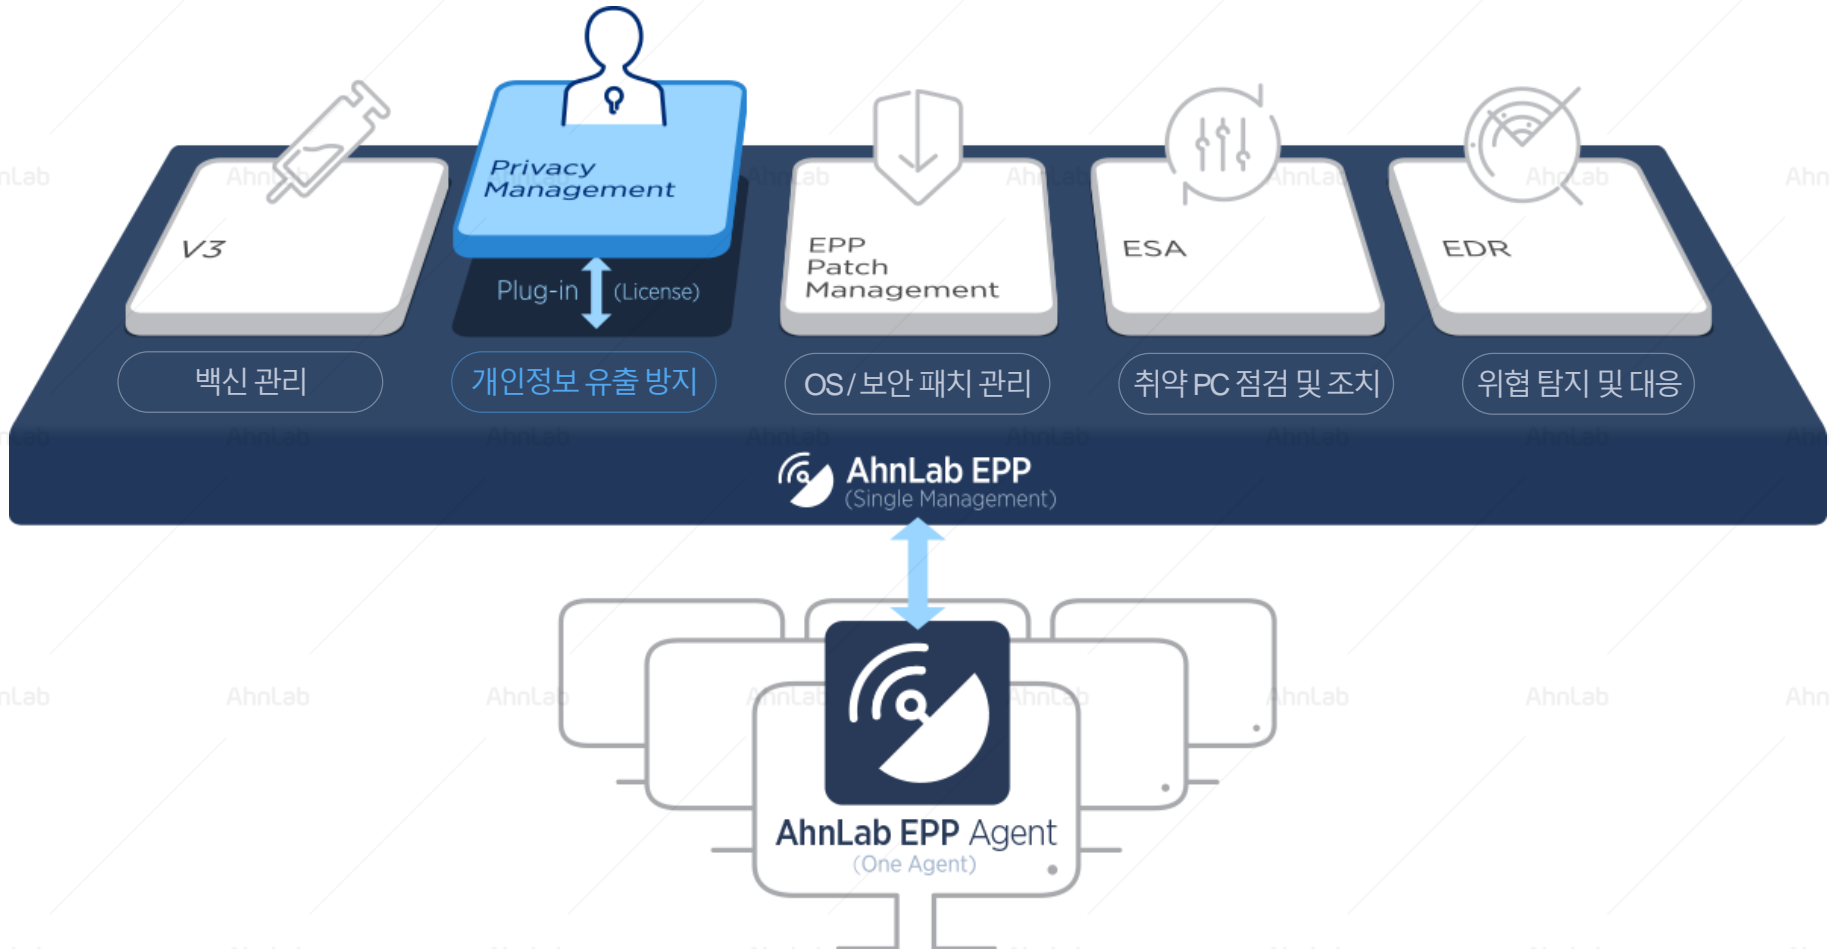 Privacy
Management
V3
EPP
Patch
Management
ESA
EDR
Plug-in (License)
백신 관리
개인정보 유출 방지
OS / 보안 패치 관리
취약 PC 점검 및 조치
위협 탐지 및 대응
AhnLab EPP
(Single Management)
AhnLab EPP Agent
(One Agent)
AhnLab